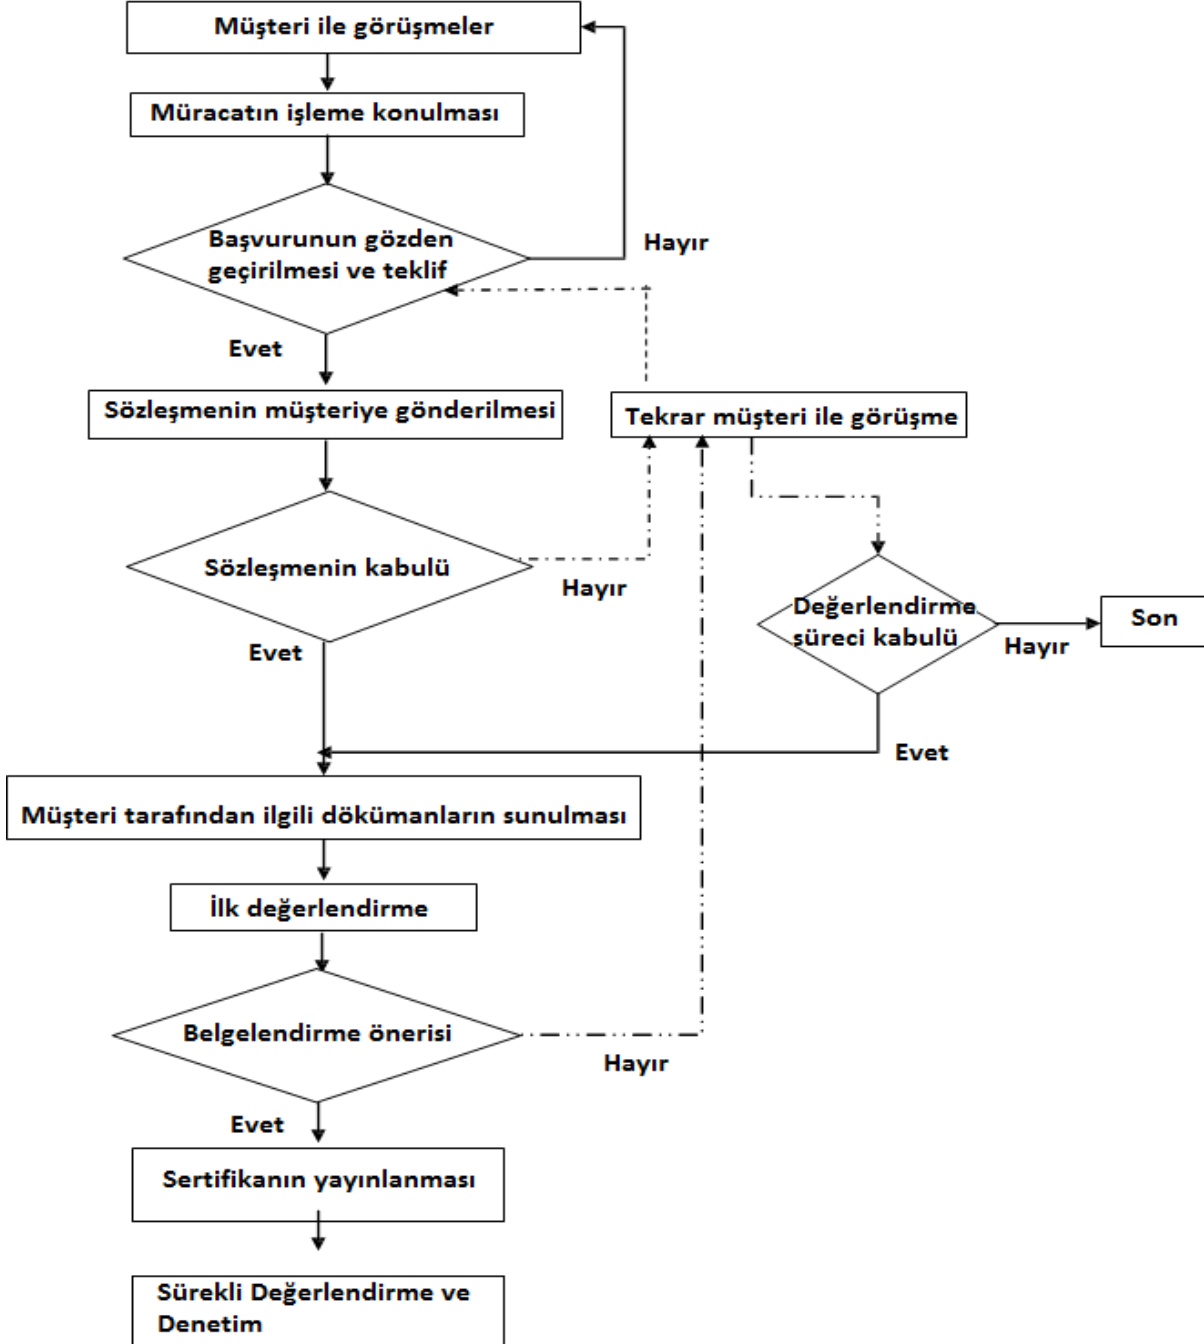 Müşteri ile görüşmeler
Müracatın işleme konulması
Başvurunun gözden
geçirilmesi ve teklif
Hayır
Evet
Sözleşmenin müşteriye gönderilmesi
Tekrar müşteri ile görüşme
Sözleşmenin kabulü
Hayır
Evet
Değerlendirme
süreci kabulü
Hayır
Son
Evet
Müşteri tarafından ilgili dökümanların sunulması
İlk değerlendirme
Belgelendirme önerisi
Hayır
Evet
Sertifikanın yayınlanması
Sürekli Değerlendirme ve
Denetim